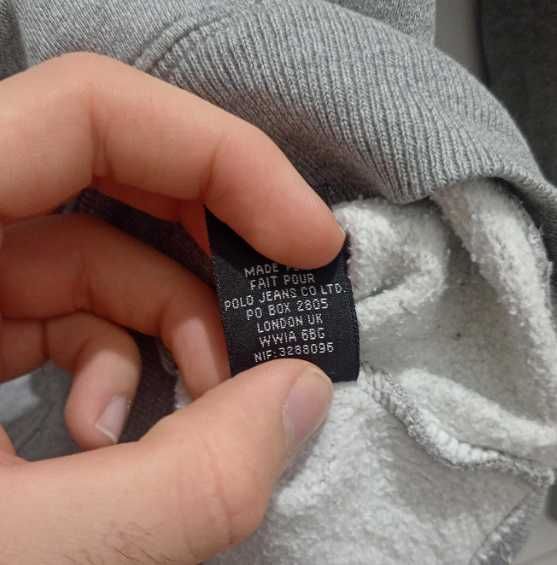 MADE
FAIT POUR
POLO JEANS CO LTD.
PO BOX 2805
LONDON UK
WWIA 6BG
NIF:3288096